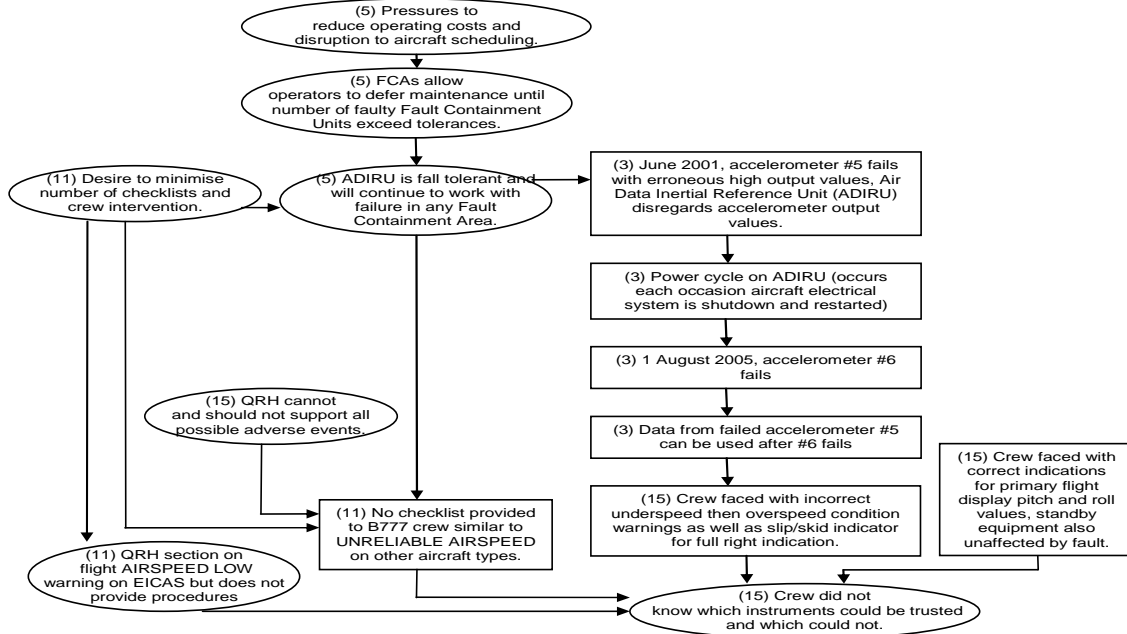 (5) Pressures to
reduce operating costs and
disruption to aircraft scheduling.
(5) FCAs allow
operators to defer maintenance until
number of faulty Fault Containment
Units exceed tolerances.
(11) Desire to minimise
number of checklists and
crew intervention.
(5) ADIRU is fall tolerant and
will continue to work with
failure in any Fault
Containment Area.
(3) June 2001, accelerometer #5 fails
with erroneous high output values, Air
Data Inertial Reference Unit (ADIRU)
disregards accelerometer output
values.
(3) Power cycle on ADIRU (occurs
each occasion aircraft electrical
system is shutdown and restarted)
(3) 1 August 2005, accelerometer #6
fails
(15) QRH cannot
and should not support all
possible adverse events.
(3) Data from failed accelerometer #5
can be used after #6 fails
(15) Crew faced with
correct indications
for primary flight
display pitch and roll
values, standby
equipment also
unaffected by fault.
(11) No checklist provided
to B777 crew similar to
UNRELIABLE AIRSPEED
on other aircraft types.
(15) Crew faced with incorrect
underspeed then overspeed condition
warnings as well as slip/skid indicator
for full right indication.
(11) QRH section on
flight AIRSPEED LOW
warning on EICAS but does not
provide procedures
(15) Crew did not
know which instruments could be trusted
and which could not.